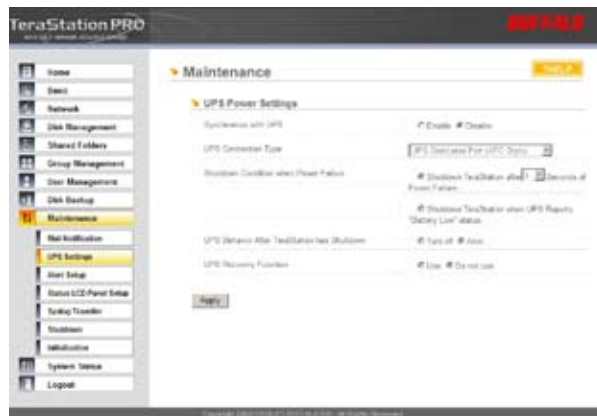 TeraStation PRO
BUFFALO
Home
Basic
Network
Disk Management
Shared Folders
Group Management
User Management
Disk Backup
Maintenance
Mail Notification
UPS Settings
Alert Setup
Status LCD Panel Setup
Syslog Transfer
Shutdown
Initialization
System Status
Logout
Maintenance
HELP
UPS Power Settings
Synchronize with UPS
Enable Disable
UPS Connection Type
Shutdown Condition when Power Failure
Shutdown TeraStation after Seconds of
Power Failure
Shutdown TeraStation when UPS Reports
"Battery Low" status
UPS Behavior After TeraStation has Shutdown
Turn off
UPS Recovery Function
Use Do not use
Apply